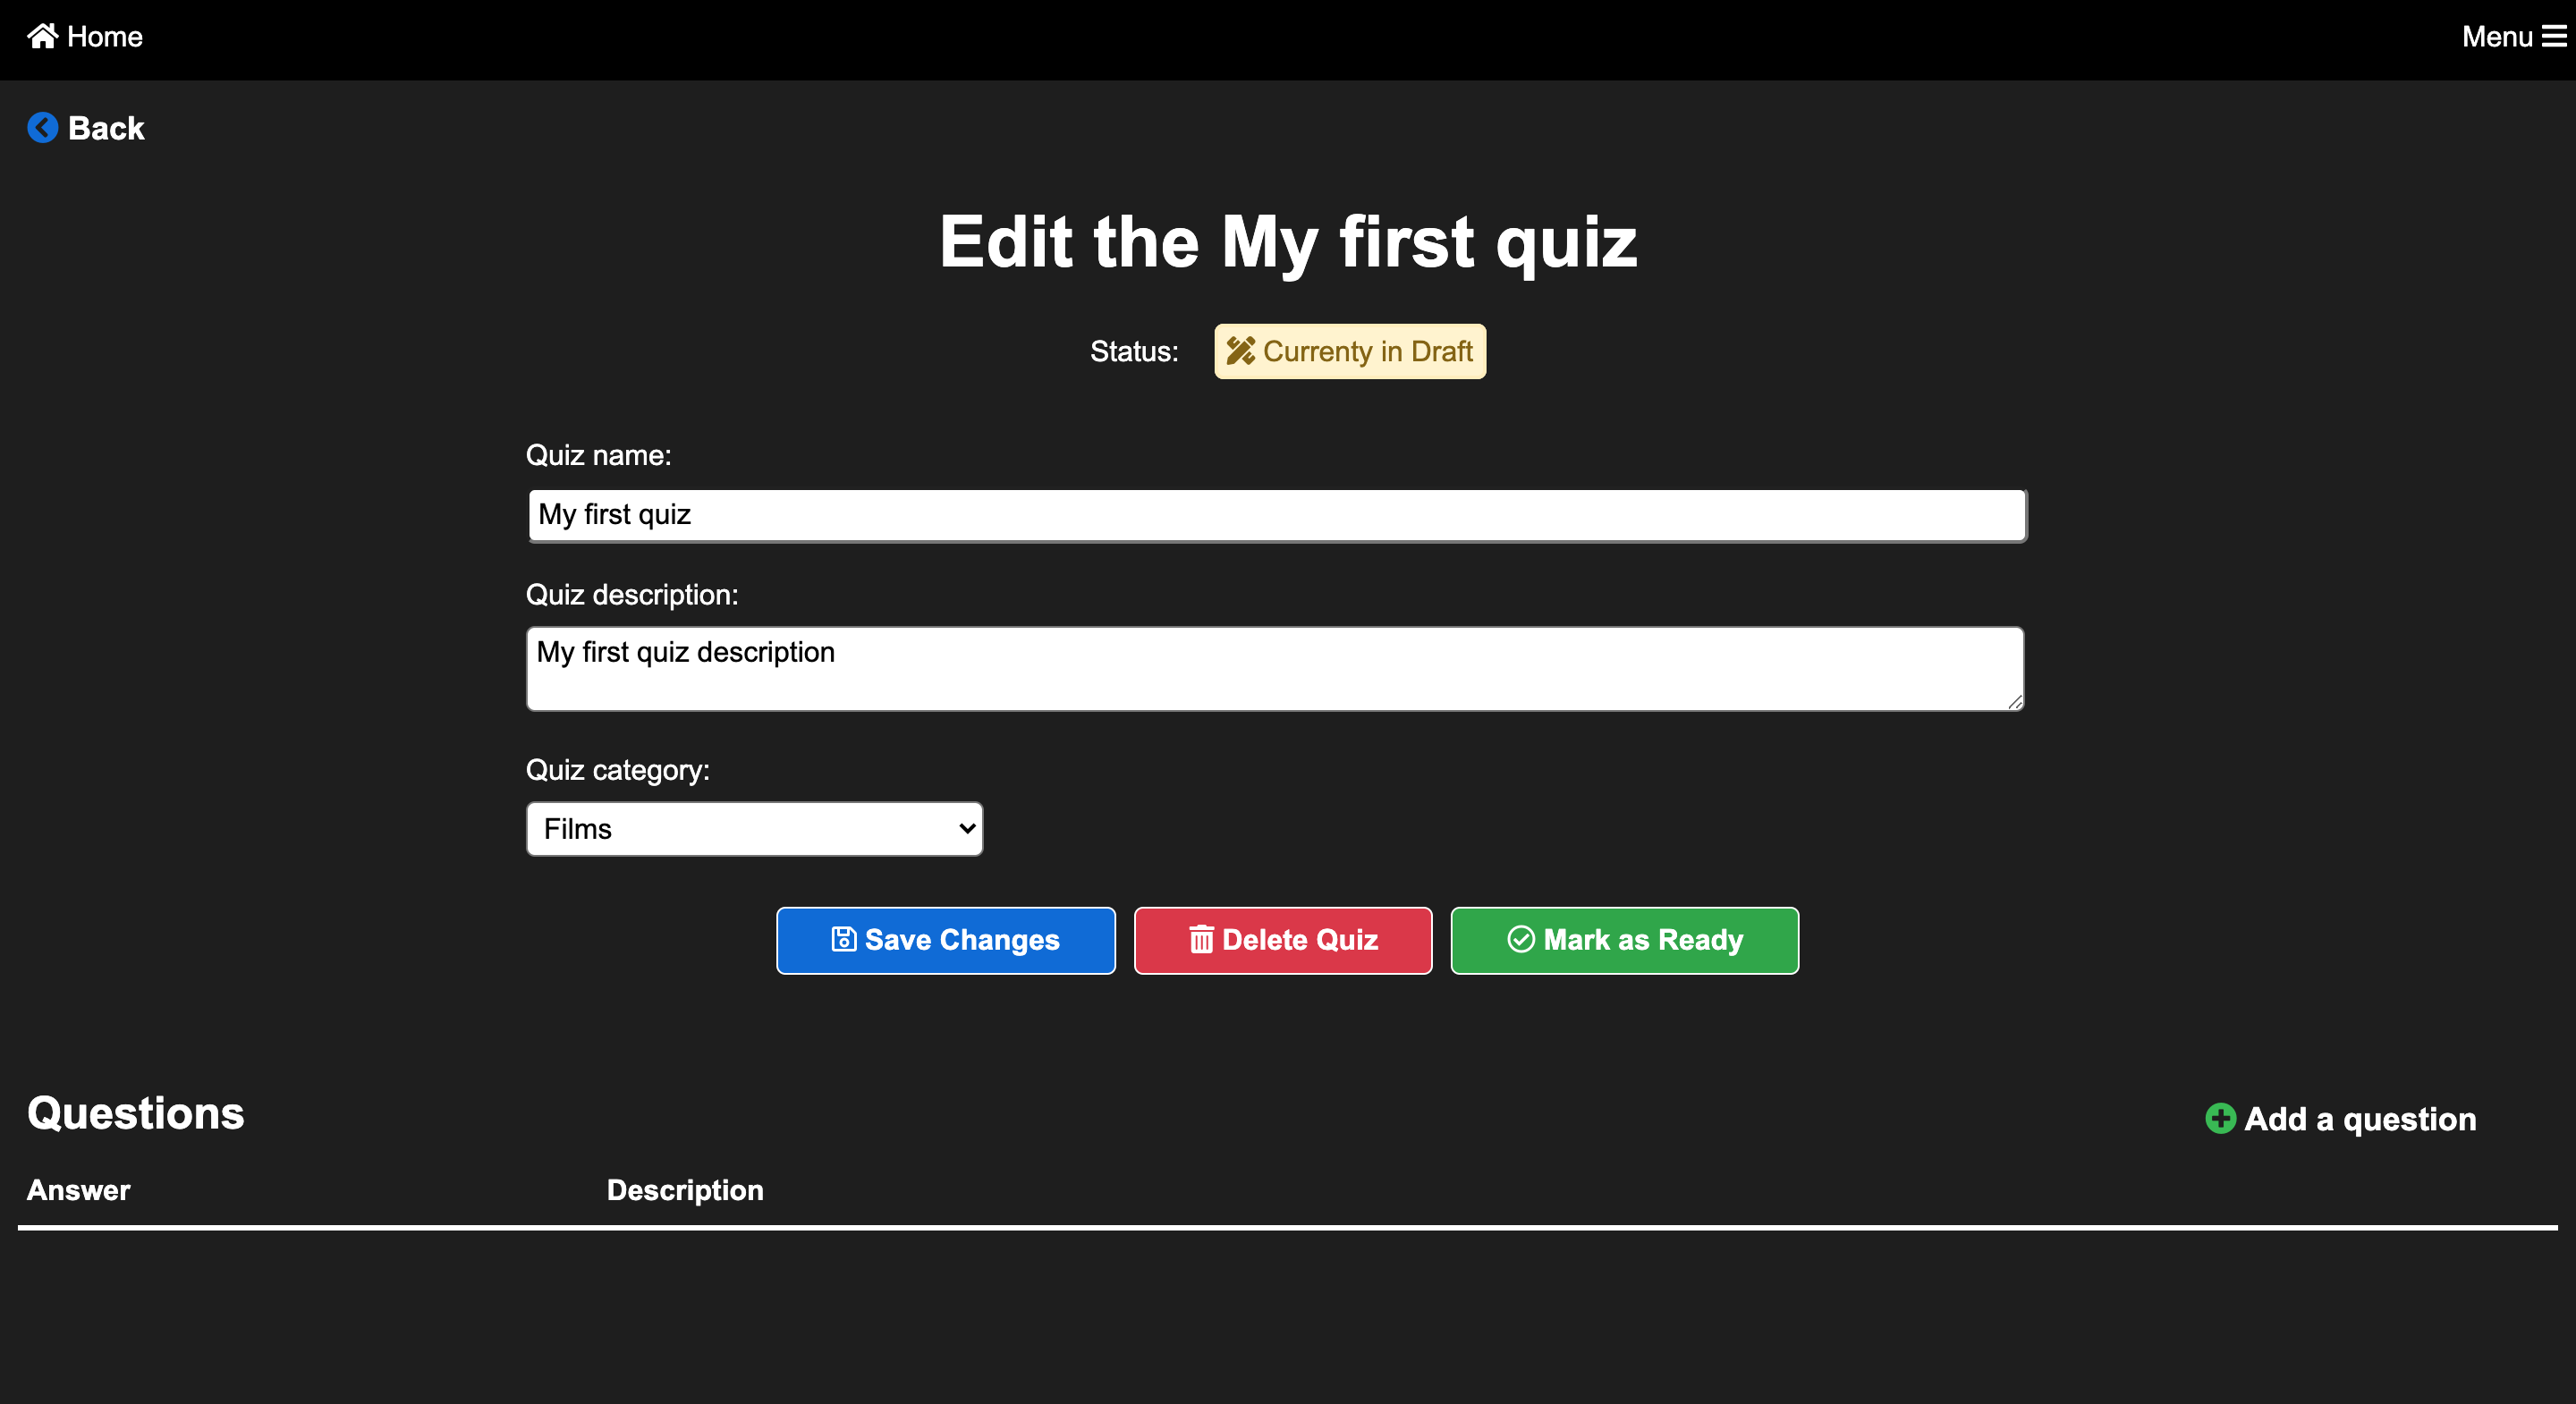 Home
Menu
Back
Edit the My first quiz
Status: Currenty in Draft
Quiz name:
My first quiz
Quiz description:
My first quiz description
Quiz category:
Films
Save Changes Delete Quiz Mark as Ready
Questions
Add a question
Answer Description